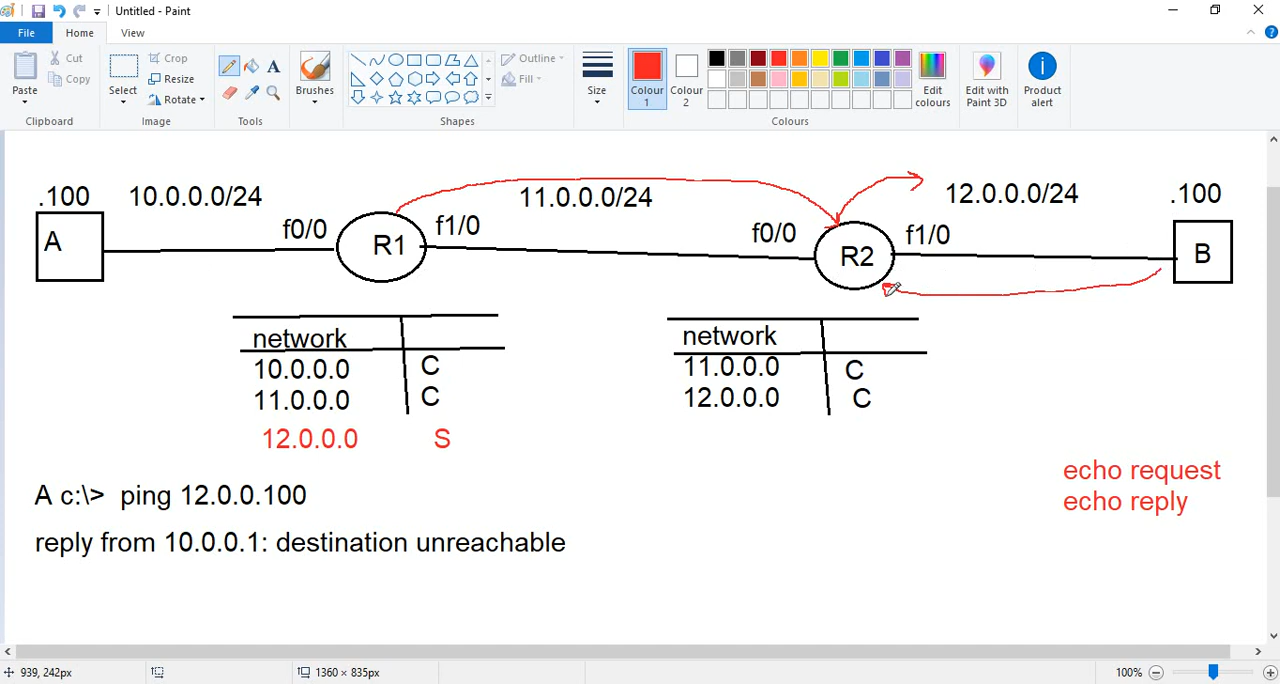 Untitled - Paint
File Home View
Paste
Cut
Copy
Clipboard
Select
Crop
Resize
Rotate
Image
Tools
Brushes
Shapes
Outline
Fill
Size
Colour 1
Colour 2
Edit colours
Colours
Edit with Paint 3D
Product alert
.100 10.0.0.0/24 11.0.0.0/24 12.0.0.0/24 .100
A f0/0 R1 f1/0 f0/0 R2 f1/0 B
network
10.0.0.0 C
11.0.0.0 C
12.0.0.0 S
network
11.0.0.0 C
12.0.0.0 C
echo request
echo reply
A c:\> ping 12.0.0.100
reply from 10.0.0.1: destination unreachable
939, 242px 1360 × 835px 100%